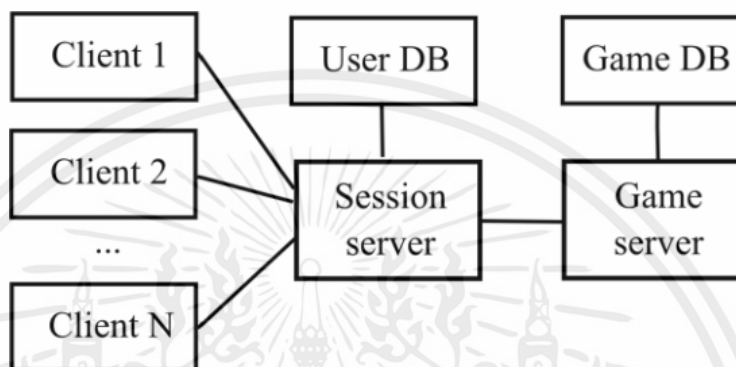 Client 1
User DB
Game DB
Client 2
Session
server
Game
server
...
Client N